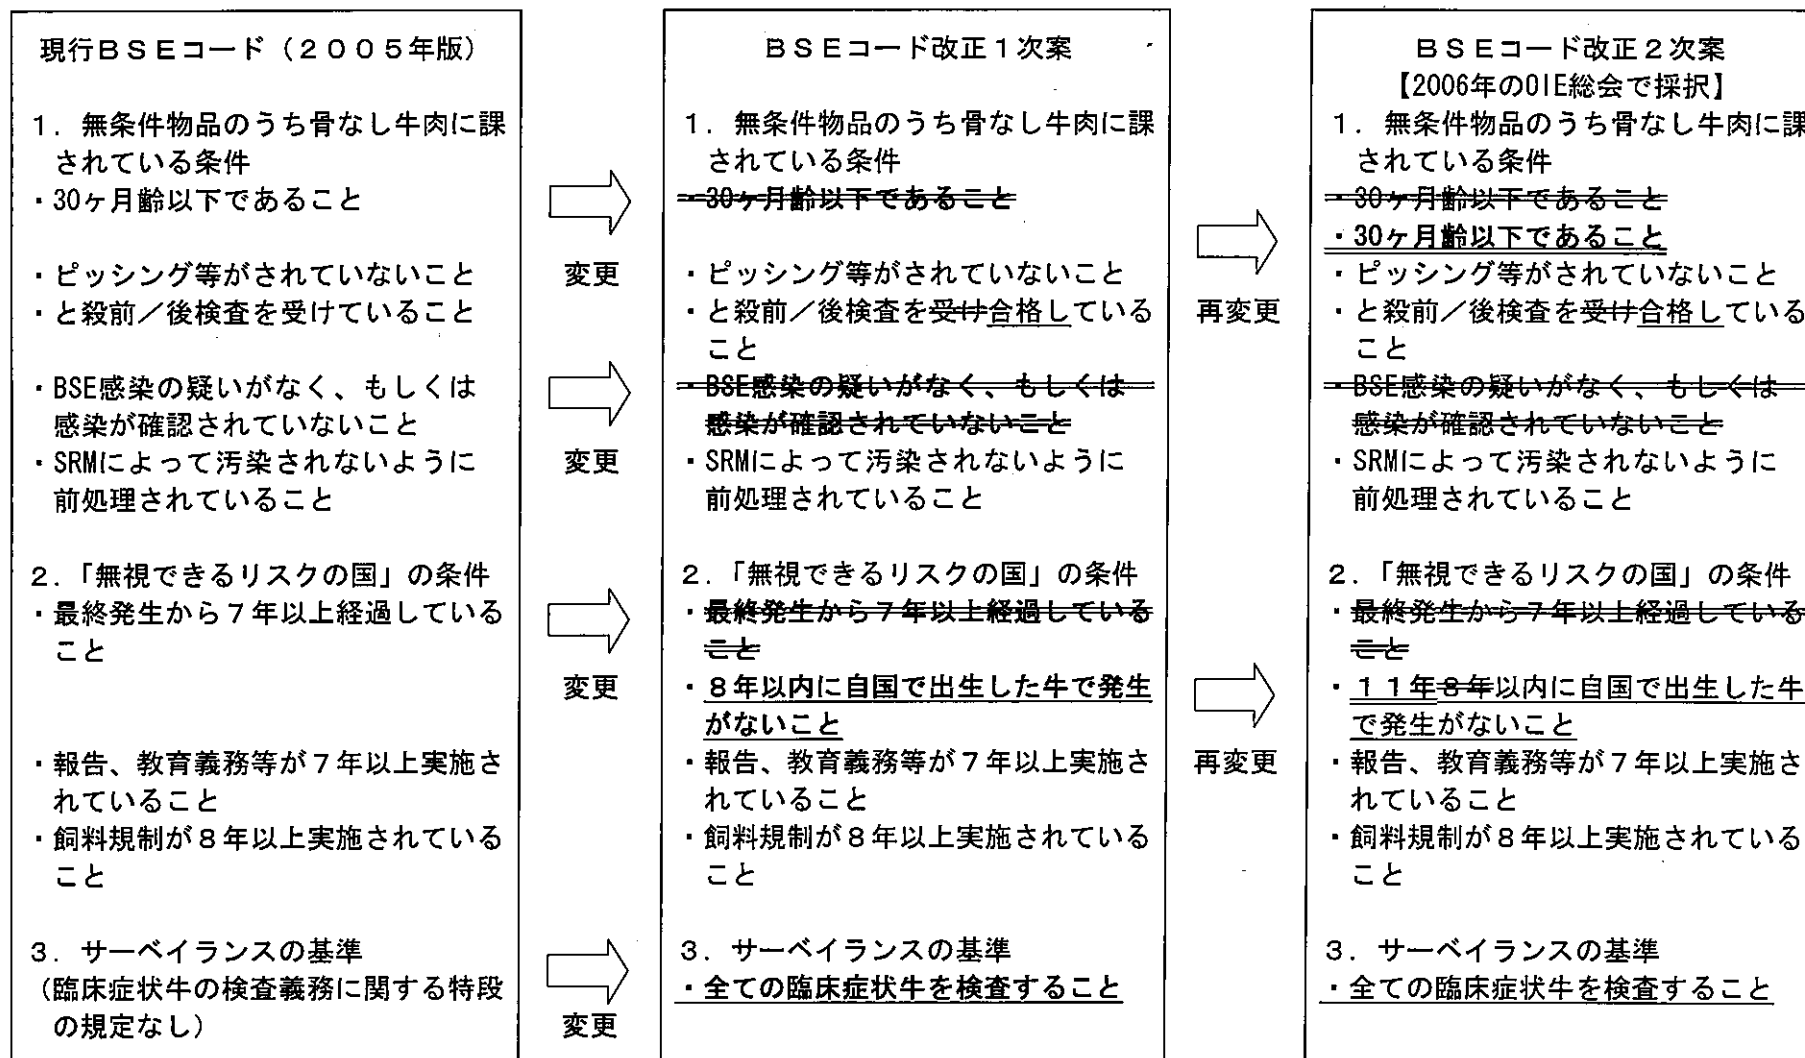 現行BSEコード（2005年版）
1．無条件物品のうち骨なし牛肉に課
されている条件
・30ヶ月齢以下であること
・ピッシング等がされていないこと
・と殺前／後検査を受けていること
・BSE感染の疑いがなく、もしくは
感染が確認されていないこと
・SRMによって汚染されないように
前処理されていること
2．「無視できるリスクの国」の条件
・最終発生から7年以上経過している
こと
・報告、教育義務等が7年以上実施さ
れていること
・飼料規制が8年以上実施されている
こと
3．サーベイランスの基準
（臨床症状牛の検査義務に関する特段
の規定なし）
変更
変更
変更
変更
BSEコード改正1次案
1．無条件物品のうち骨なし牛肉に課
されている条件
・30ヶ月齢以下であること
・ピッシング等がされていないこと
・と殺前／後検査を受け合格している
こと
・BSE感染の疑いがなく、もしくは
感染が確認されていないこと
・SRMによって汚染されないように
前処理されていること
2．「無視できるリスクの国」の条件
・最終発生から7年以上経過している
こと
・8年以内に自国で出生した牛で発生
がないこと
・報告、教育義務等が7年以上実施さ
れていること
・飼料規制が8年以上実施されている
こと
3．サーベイランスの基準
・全ての臨床症状牛を検査すること
再変更
再変更
BSEコード改正2次案
【2006年のOIE総会で採択】
1．無条件物品のうち骨なし牛肉に課
されている条件
・30ヶ月齢以下であること
・30ヶ月齢以下であること
・ピッシング等がされていないこと
・と殺前／後検査を受け合格している
こと
・BSE感染の疑いがなく、もしくは
感染が確認されていないこと
・SRMによって汚染されないように
前処理されていること
2．「無視できるリスクの国」の条件
・最終発生から7年以上経過している
こと
・11年8年以内に自国で出生した牛
で発生がないこと
・報告、教育義務等が7年以上実施さ
れていること
・飼料規制が8年以上実施されている
こと
3．サーベイランスの基準
・全ての臨床症状牛を検査すること